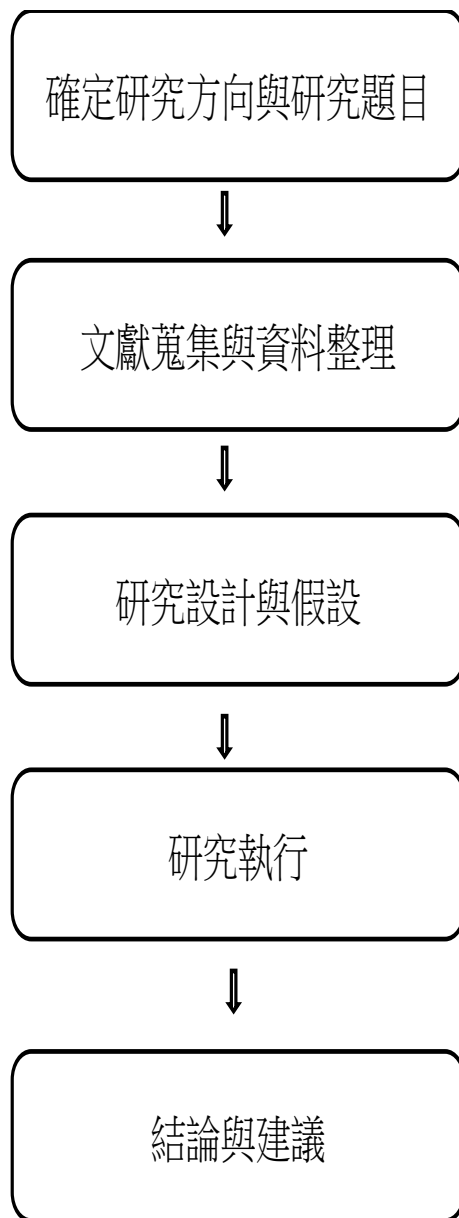 確定研究方向與研究題目
文獻蒐集與資料整理
研究設計與假設
研究執行
結論與建議